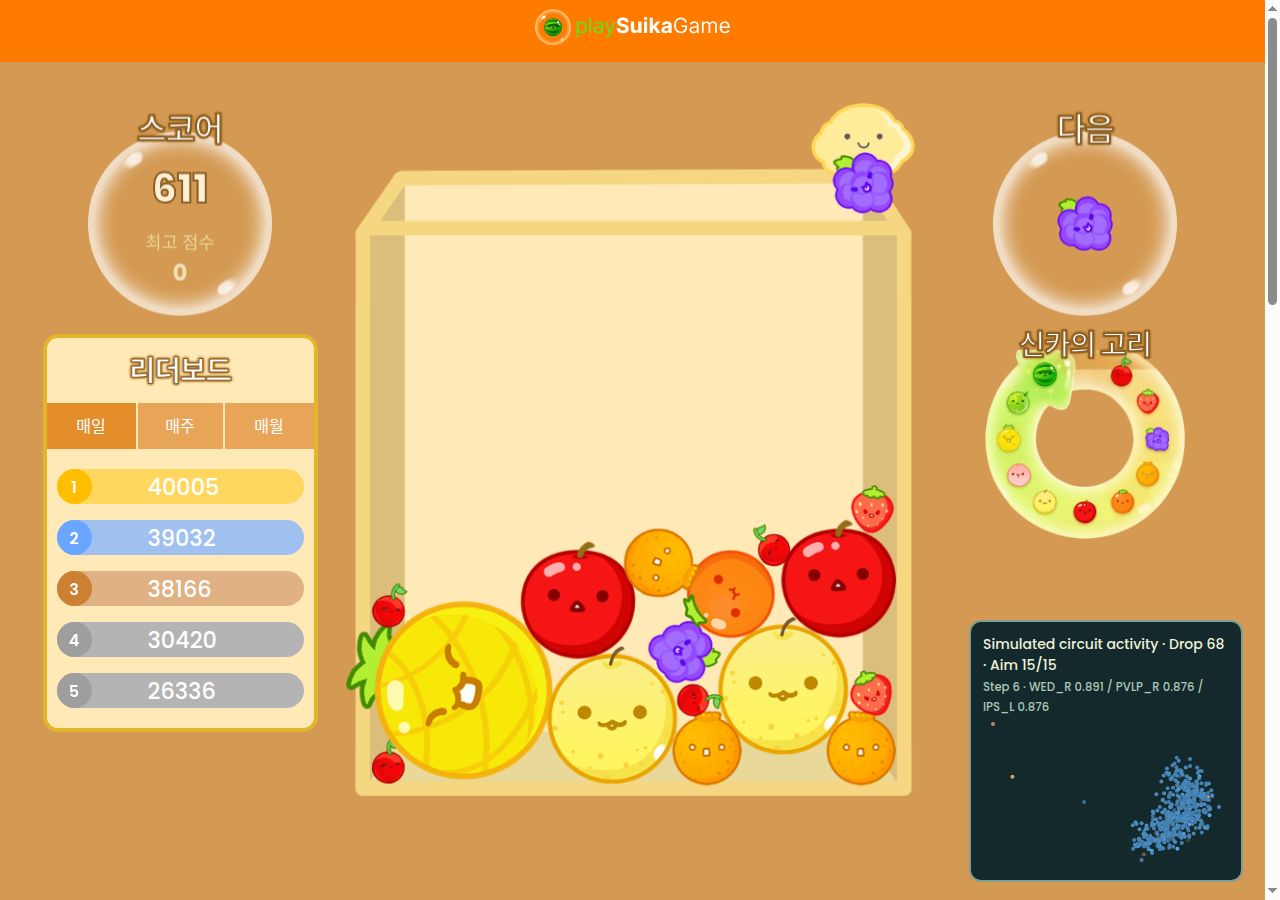 playSuikaGame
스코어
611
최고 점수
0
리더보드
매일 매주 매월
1 40005
2 39032
3 38166
4 30420
5 26336
다음
신카의 고리
Simulated circuit activity · Drop 68
· Aim 15/15
Step 6 · WED_R 0.891 / PVLP_R 0.876 /
IPS_L 0.876